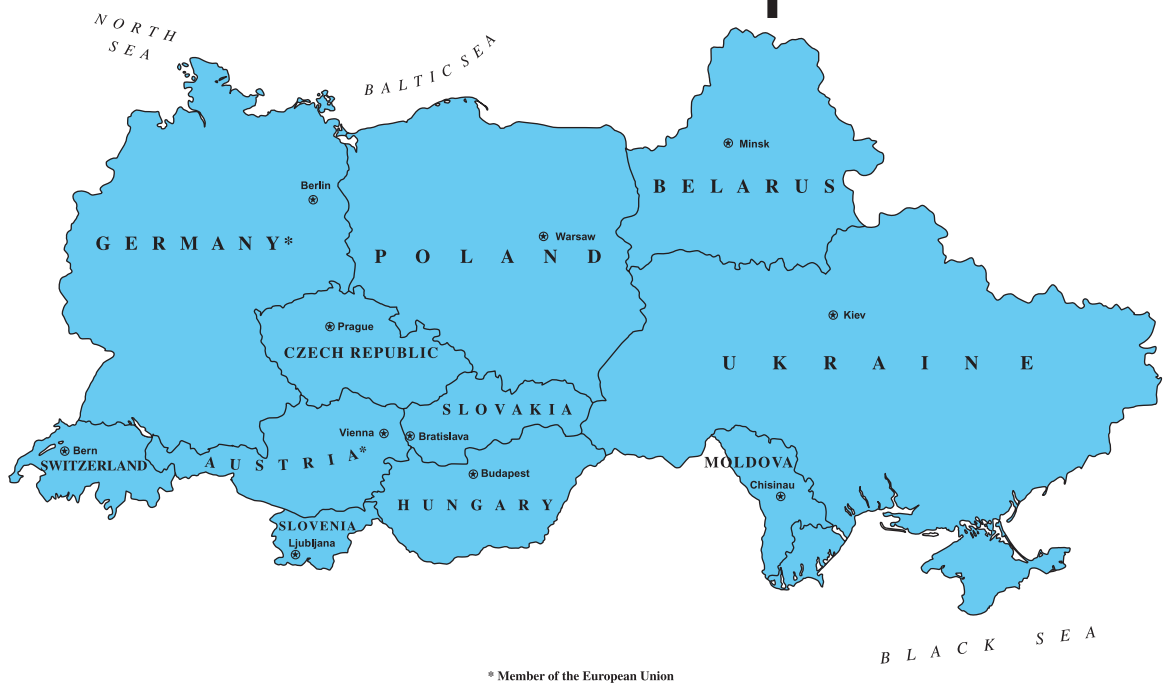 NORTH
SEA
BALTIC SEA
Minsk
BELARUS
Berlin
GERMANY*
Warsaw
POLAND
Kiev
UKRAINE
Prague
CZECH REPUBLIC
SLOVAKIA
Vienna
Bratislava
Bern
SWITZERLAND
AUSTRIA*
Budapest
HUNGARY
MOLDOVA
Chisinau
SLOVENIA
Ljubljana
BLACK SEA
* Member of the European Union